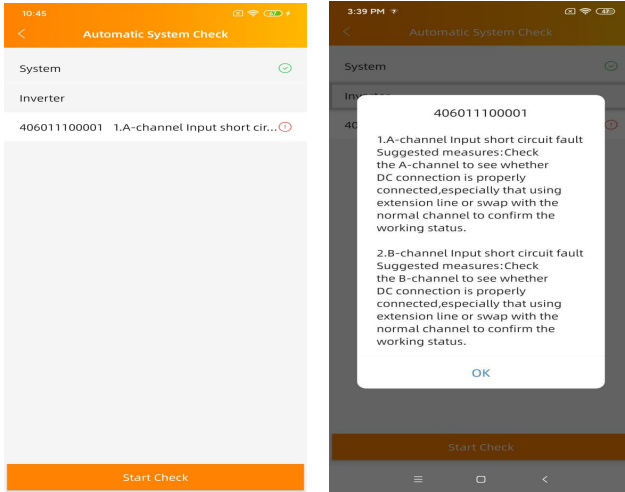 10:45
47
Automatic System Check
System
Inverter
406011100001 1.A-channel Input short cir...
Start Check
3:39 PM
Automatic System Check
System
406011100001
1.A-channel Input short circuit fault
Suggested measures:Check
the A-channel to see whether
DC connection is properly
connected,especially that using
extension line or swap with the
normal channel to confirm the
working status.
2.B-channel Input short circuit fault
Suggested measures:Check
the B-channel to see whether
DC connection is properly
connected,especially that using
extension line or swap with the
normal channel to confirm the
working status.
OK
Start Check